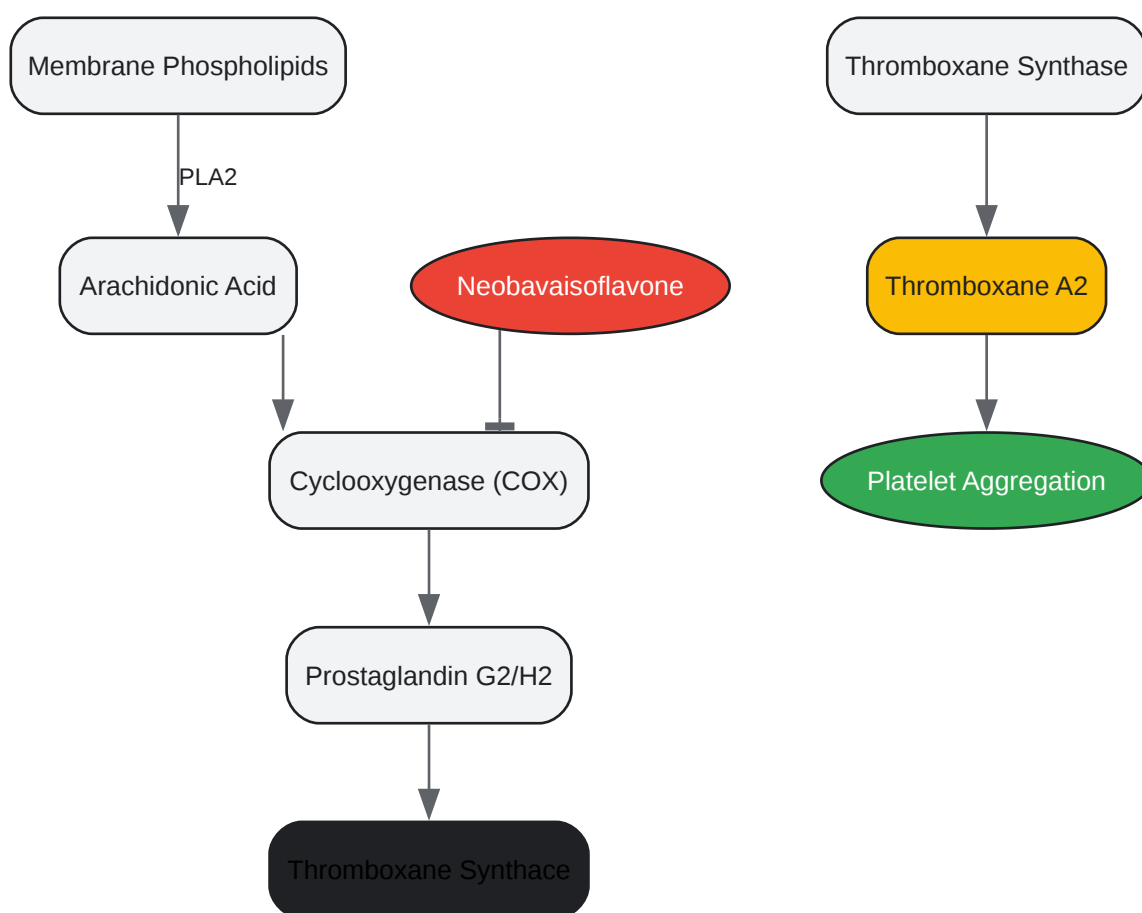 Membrane Phospholipids
Thromboxane Synthase
PLA2
Arachidonic Acid
Neobavaisoflavone
Thromboxane A2
Cyclooxygenase (COX)
Platelet Aggregation
Prostaglandin G2/H2
Thromboxane Synthace